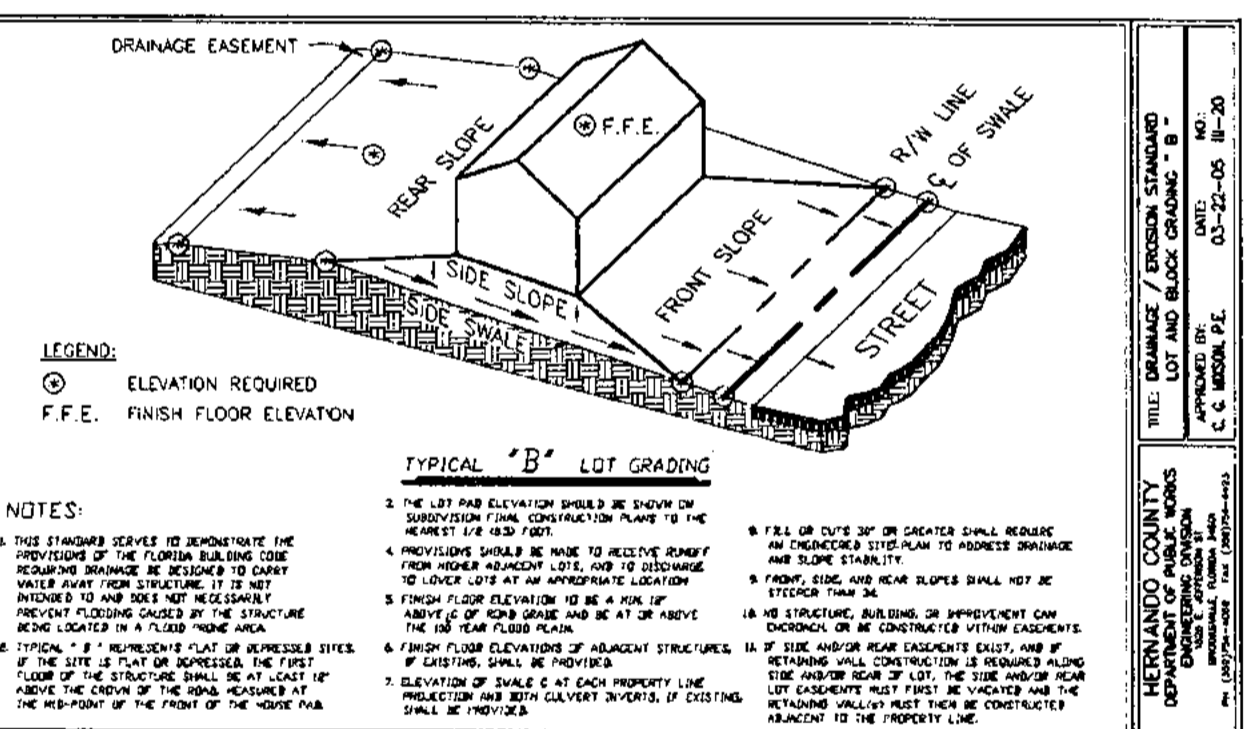 DRAINAGE EASEMENT
F.F.E.
REAR SLOPE
R/W LINE
℄ OF SWALE
SIDE SLOPE
SIDE SWALE
FRONT SLOPE
STREET
LEGEND:
ELEVATION REQUIRED
F.F.E. FINISH FLOOR ELEVATION
TYPICAL "B" LOT GRADING
NOTES:
1. THIS STANDARD SERVES TO DEMONSTRATE THE
PROVISIONS OF THE FLORIDA BUILDING CODE
REQUIRING DRAINAGE BE DESIGNED TO CARRY
WATER AWAY FROM STRUCTURE. IT IS NOT
INTENDED TO AND DOES NOT NECESSARILY
PREVENT FLOODING CAUSED BY THE STRUCTURE
BEING LOCATED IN A FLOOD PRONE AREA
TYPICAL "B" REPRESENTS FLAT OR DEPRESSED SITES.
IF THE SITE IS FLAT OR DEPRESSED, THE FIRST
FLOOR OF THE STRUCTURE SHALL BE AT LEAST 18"
ABOVE THE CROWN OF THE ROAD, MEASURED AT
THE MID-POINT OF THE FRONT OF THE HOUSE PAD.
THE LOT PAD ELEVATION SHOULD BE SHOWN ON
SUBDIVISION FINAL CONSTRUCTION PLANS TO THE
NEAREST 1/2 FOOT.
4. PROVISIONS SHOULD BE MADE TO RECEIVE RUNOFF
FROM HIGHER ADJACENT LOTS, AND TO DISCHARGE
TO LOWER LOTS AT AN APPROPRIATE LOCATION
5. FINISH FLOOR ELEVATION TO BE A MIN. 18"
ABOVE ℄ OF ROAD GRADE AND BE AT OR ABOVE
THE 100 YEAR FLOOD PLAIN.
6. FINISH FLOOR ELEVATIONS OF ADJACENT STRUCTURES,
IF EXISTING, SHALL BE PROVIDED.
7. ELEVATION OF SWALE ℄ AT EACH PROPERTY LINE
PROJECTION AND BOTH CULVERT INVERTS, IF EXISTING,
SHALL BE PROVIDED.
8. FILL OR CUTS 30" OR GREATER SHALL REQUIRE
AN ENGINEERED SITE-PLAN TO ADDRESS DRAINAGE
AND SLOPE STABILITY.
9. FRONT, SIDE, AND REAR SLOPES SHALL NOT BE
STEEPER THAN
10. NO STRUCTURE, BUILDING, OR IMPROVEMENT CAN
ENCROACH, OR BE CONSTRUCTED WITHIN EASEMENTS.
11. IF SIDE AND/OR REAR EASEMENTS EXIST, AND IF
RETAINING WALL CONSTRUCTION IS REQUIRED ALONG
SIDE AND/OR REAR OF LOT, THE SIDE AND/OR REAR
LOT EASEMENTS MUST FIRST BE VACATED AND THE
RETAINING WALL(s) MUST THEN BE CONSTRUCTED
ADJACENT TO THE PROPERTY LINE.
TITLE: DRAINAGE / EROSION STANDARD
LOT AND BLOCK GRADING " B "
APPROVED BY: DATE: NO.:
C. G. MIXSON, P.E. 03-22-05 III-20
HERNANDO COUNTY
DEPARTMENT OF PUBLIC WORKS
ENGINEERING DIVISION
1525 E. JEFFERSON ST
BROOKSVILLE, FLORIDA